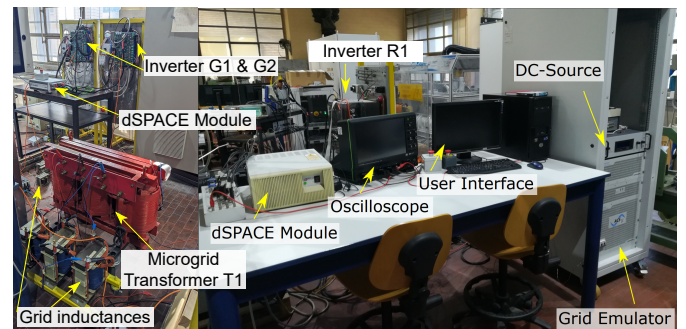 Inverter G1 & G2
dSPACE Module
Microgrid
Transformer T1
Grid inductances
Inverter R1
DC-Source
User Interface
Oscilloscope
dSPACE Module
Grid Emulator